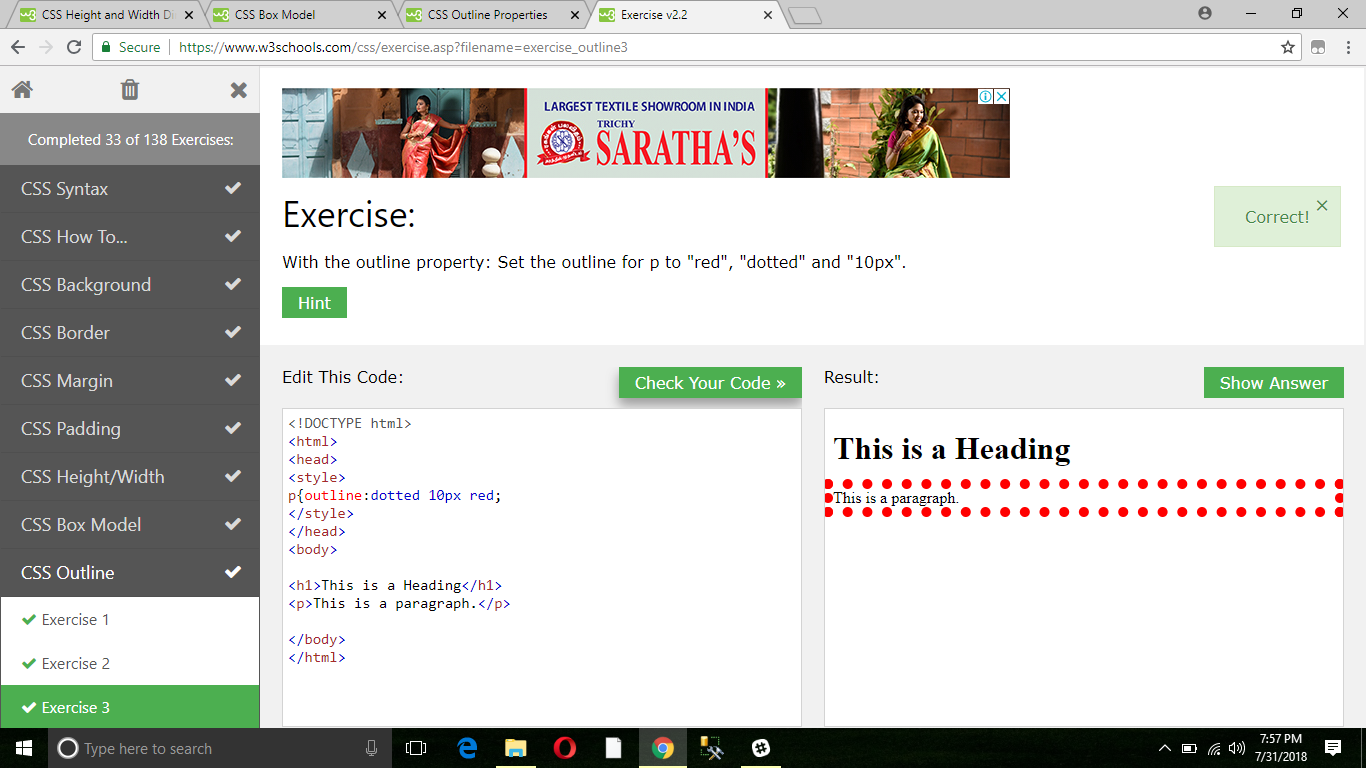 CSS Height and Width Di
CSS Box Model
CSS Outline Properties
Exercise v2.2
Secure
https://www.w3schools.com/css/exercise.asp?filename=exercise_outline3
Completed 33 of 138 Exercises:
CSS Syntax
CSS How To...
CSS Background
CSS Border
CSS Margin
CSS Padding
CSS Height/Width
CSS Box Model
CSS Outline
Exercise 1
Exercise 2
Exercise 3
LARGEST TEXTILE SHOWROOM IN INDIA
TRICHY
SARATHA'S
Exercise:
Correct!
With the outline property: Set the outline for p to "red", "dotted" and "10px".
Hint
Edit This Code:
Check Your Code »
<!DOCTYPE html>
<html>
<head>
<style>
p{outline:dotted 10px red;
</style>
</head>
<body>
<h1>This is a Heading</h1>
<p>This is a paragraph.</p>
</body>
</html>
Result:
Show Answer
This is a Heading
This is a paragraph.
Type here to search
7:57 PM
7/31/2018